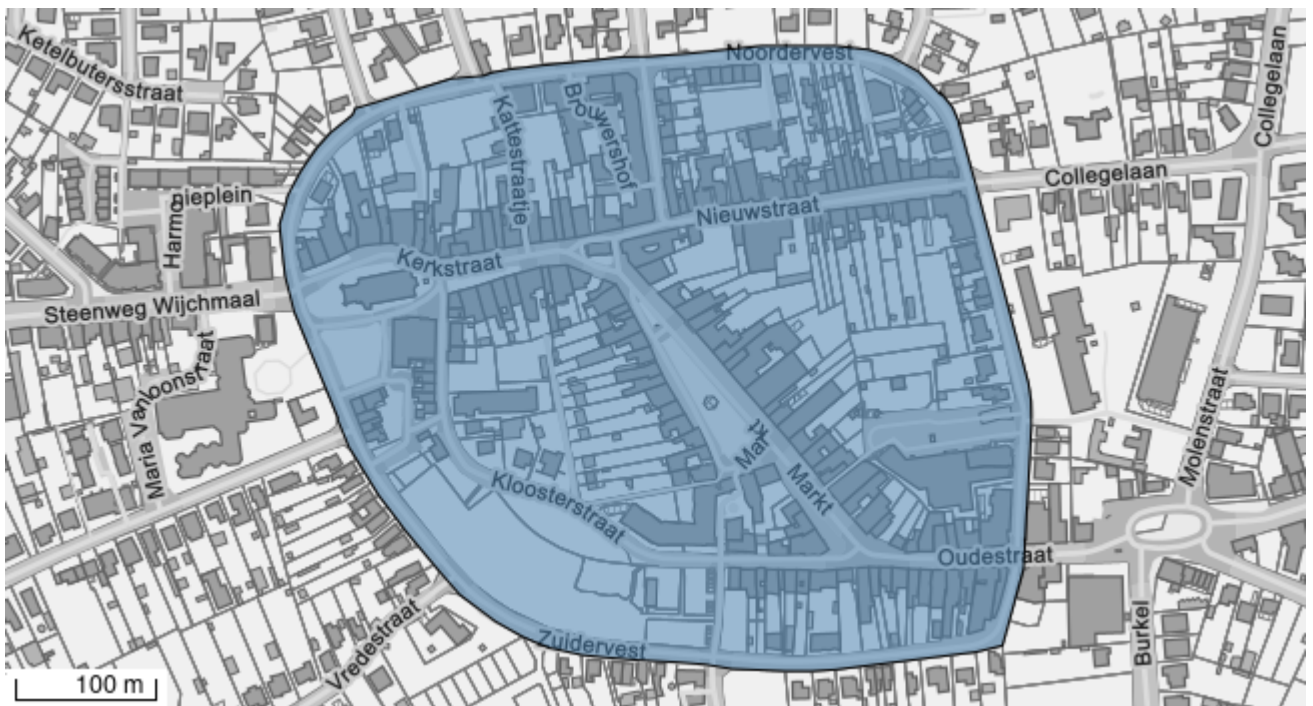 Ketelbutersstraat
Noordervest
Collegelaan
Brouwershof
Kattestraatje
Collegelaan
Harmonieplein
Nieuwstraat
Kerkstraat
Steenweg Wijchmaal
Maria Vanloonstraat
Molenstraat
Markt
Markt
Kloosterstraat
Oudestraat
Vredestraat
Zuidervest
Burkel
100 m